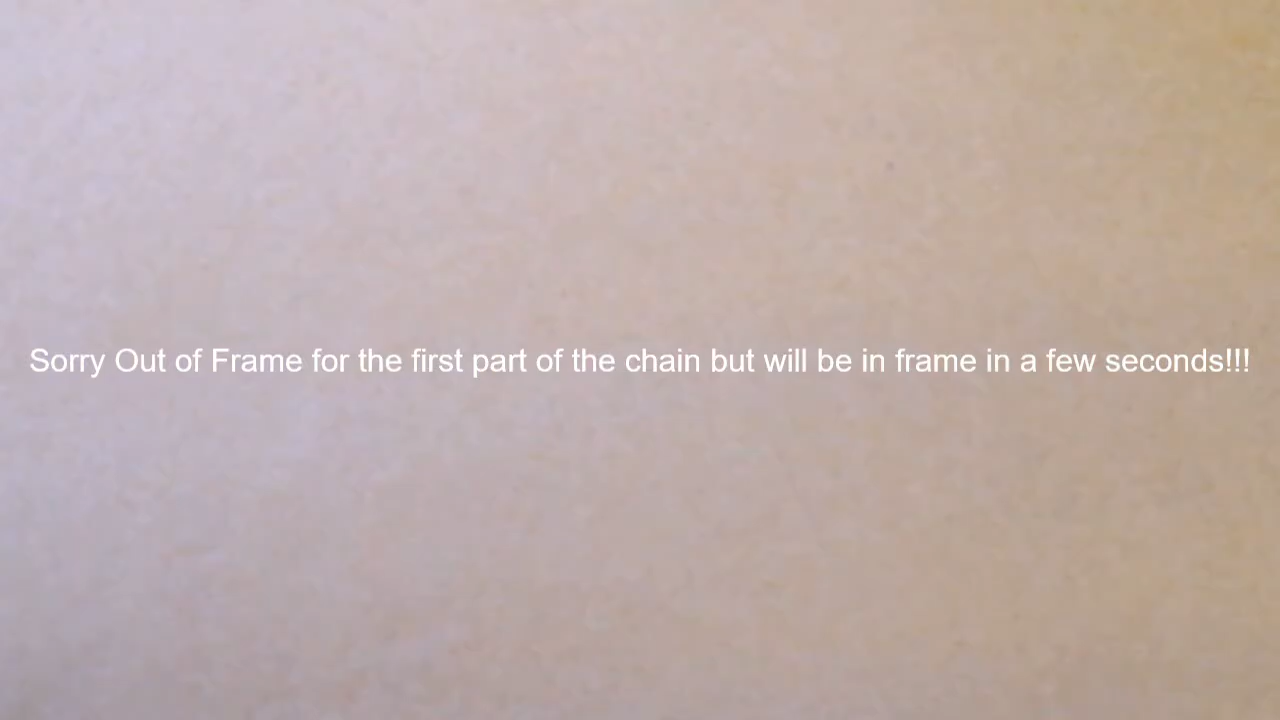 Sorry Out of Frame for the first part of the chain but will be in frame in a few seconds!!!